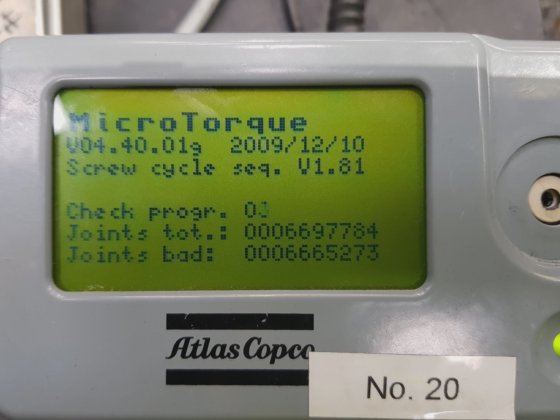 MicroTorque
V04.40.01g 2009/12/10
Screw cycle seq. V1.81
Check progr.
Joints tot.: 0006697784
Joints bad: 0006665273
Atlas Copco
No. 20